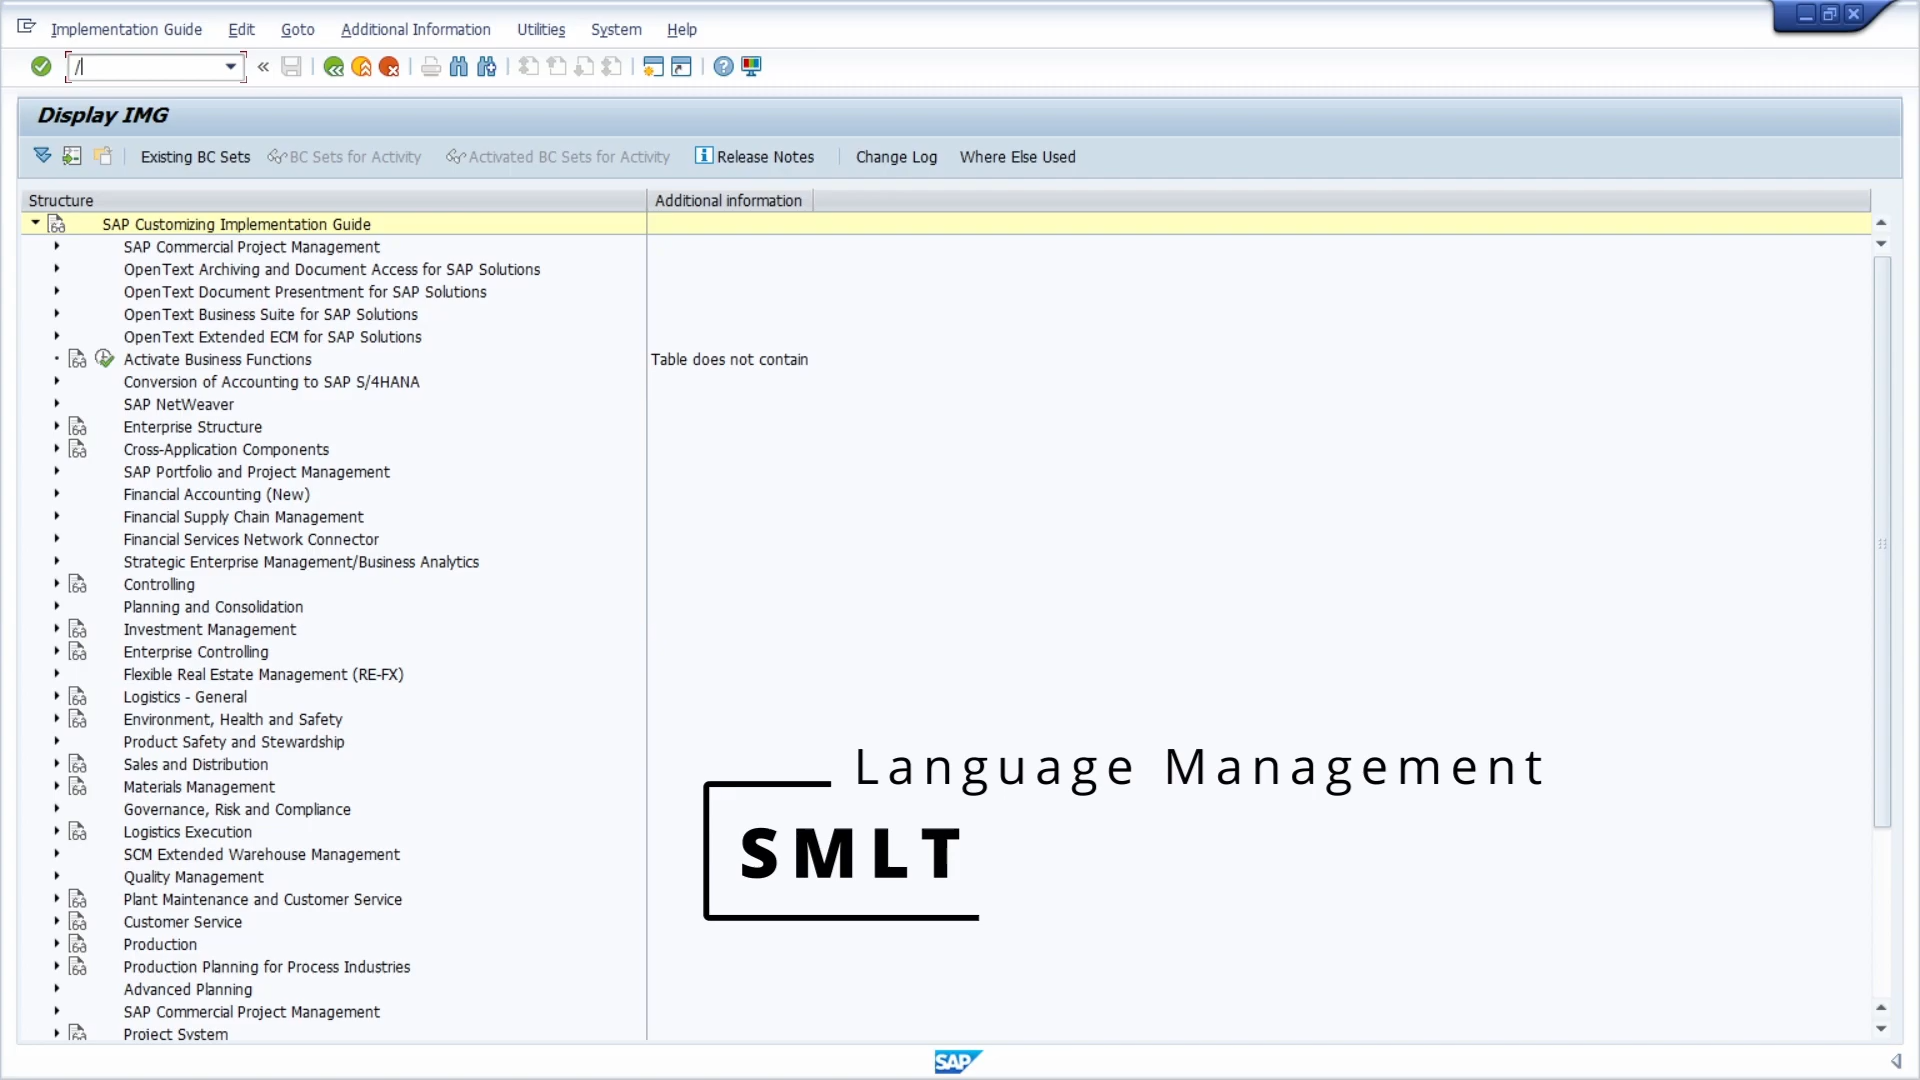 Implementation Guide Edit Goto Additional Information Utilities System Help
/
Display IMG
Existing BC Sets BC Sets for Activity Activated BC Sets for Activity Release Notes Change Log Where Else Used
Structure Additional information
SAP Customizing Implementation Guide
SAP Commercial Project Management
OpenText Archiving and Document Access for SAP Solutions
OpenText Document Presentment for SAP Solutions
OpenText Business Suite for SAP Solutions
OpenText Extended ECM for SAP Solutions
Activate Business Functions Table does not contain
Conversion of Accounting to SAP S/4HANA
SAP NetWeaver
Enterprise Structure
Cross-Application Components
SAP Portfolio and Project Management
Financial Accounting (New)
Financial Supply Chain Management
Financial Services Network Connector
Strategic Enterprise Management/Business Analytics
Controlling
Planning and Consolidation
Investment Management
Enterprise Controlling
Flexible Real Estate Management (RE-FX)
Logistics - General
Environment, Health and Safety
Product Safety and Stewardship
Sales and Distribution
Materials Management
Governance, Risk and Compliance
Logistics Execution
SCM Extended Warehouse Management
Quality Management
Plant Maintenance and Customer Service
Customer Service
Production
Production Planning for Process Industries
Advanced Planning
SAP Commercial Project Management
Project System
Language Management
SMLT
SAP